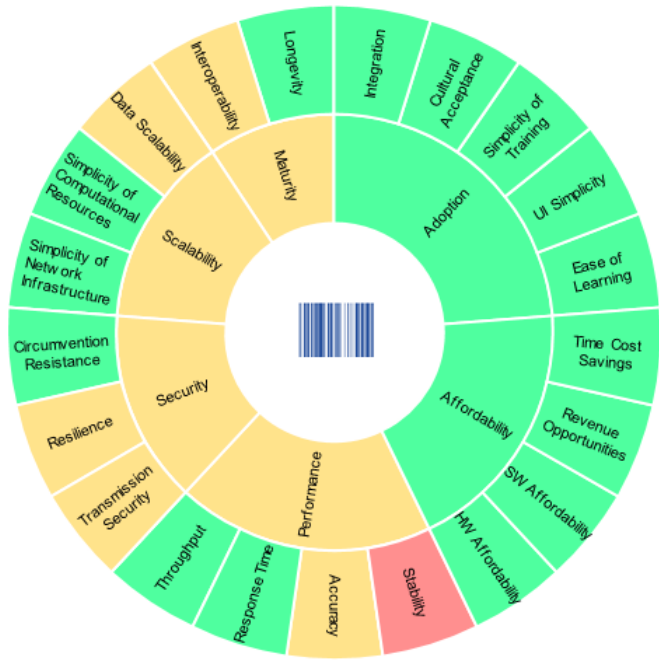 Integration
Cultural
Acceptance
Simplicity of
Training
UI Simplicity
Ease of
Learning
Time Cost
Savings
Revenue
Opportunities
SW Affordability
HW Affordability
Stability
Accuracy
Response Time
Throughput
Transmission
Security
Resilience
Circumvention
Resistance
Simplicity of
Network
Infrastructure
Simplicity of
Computational
Resources
Data Scalability
Interoperability
Longevity
Adoption
Affordability
Performance
Security
Scalability
Maturity